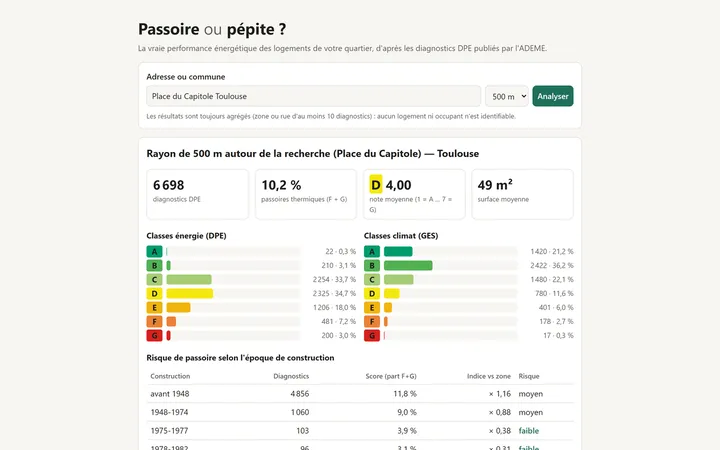 Passoire ou pépite ?
La vraie performance énergétique des logements de votre quartier, d'après les diagnostics DPE publiés par l'ADEME.
Adresse ou commune
Place du Capitole Toulouse
500 m
Analyser
Les résultats sont toujours agrégés (zone ou rue d'au moins 10 diagnostics) : aucun logement ni occupant n'est identifiable.
Rayon de 500 m autour de la recherche (Place du Capitole) — Toulouse
6 698
diagnostics DPE
10,2 %
passoires thermiques (F + G)
D 4,00
note moyenne (1 = A ... 7 =
G)
49 m²
surface moyenne
Classes énergie (DPE)
A 22 · 0,3 %
B 210 · 3,1 %
C 2 254 · 33,7 %
D 2 325 · 34,7 %
E 1 206 · 18,0 %
F 481 · 7,2 %
G 200 · 3,0 %
Classes climat (GES)
A 1 420 · 21,2 %
B 2 422 · 36,2 %
C 1 480 · 22,1 %
D 780 · 11,6 %
E 401 · 6,0 %
F 178 · 2,7 %
G 17 · 0,3 %
Risque de passoire selon l'époque de construction
Construction Diagnostics Score (part F+G) Indice vs zone Risque
avant 1948 4 856 11,8 % × 1,16 moyen
1948-1974 1 060 9,0 % × 0,88 moyen
1975-1977 103 3,9 % × 0,38 faible
1978-1982 96 3,1 % × 0,31 faible